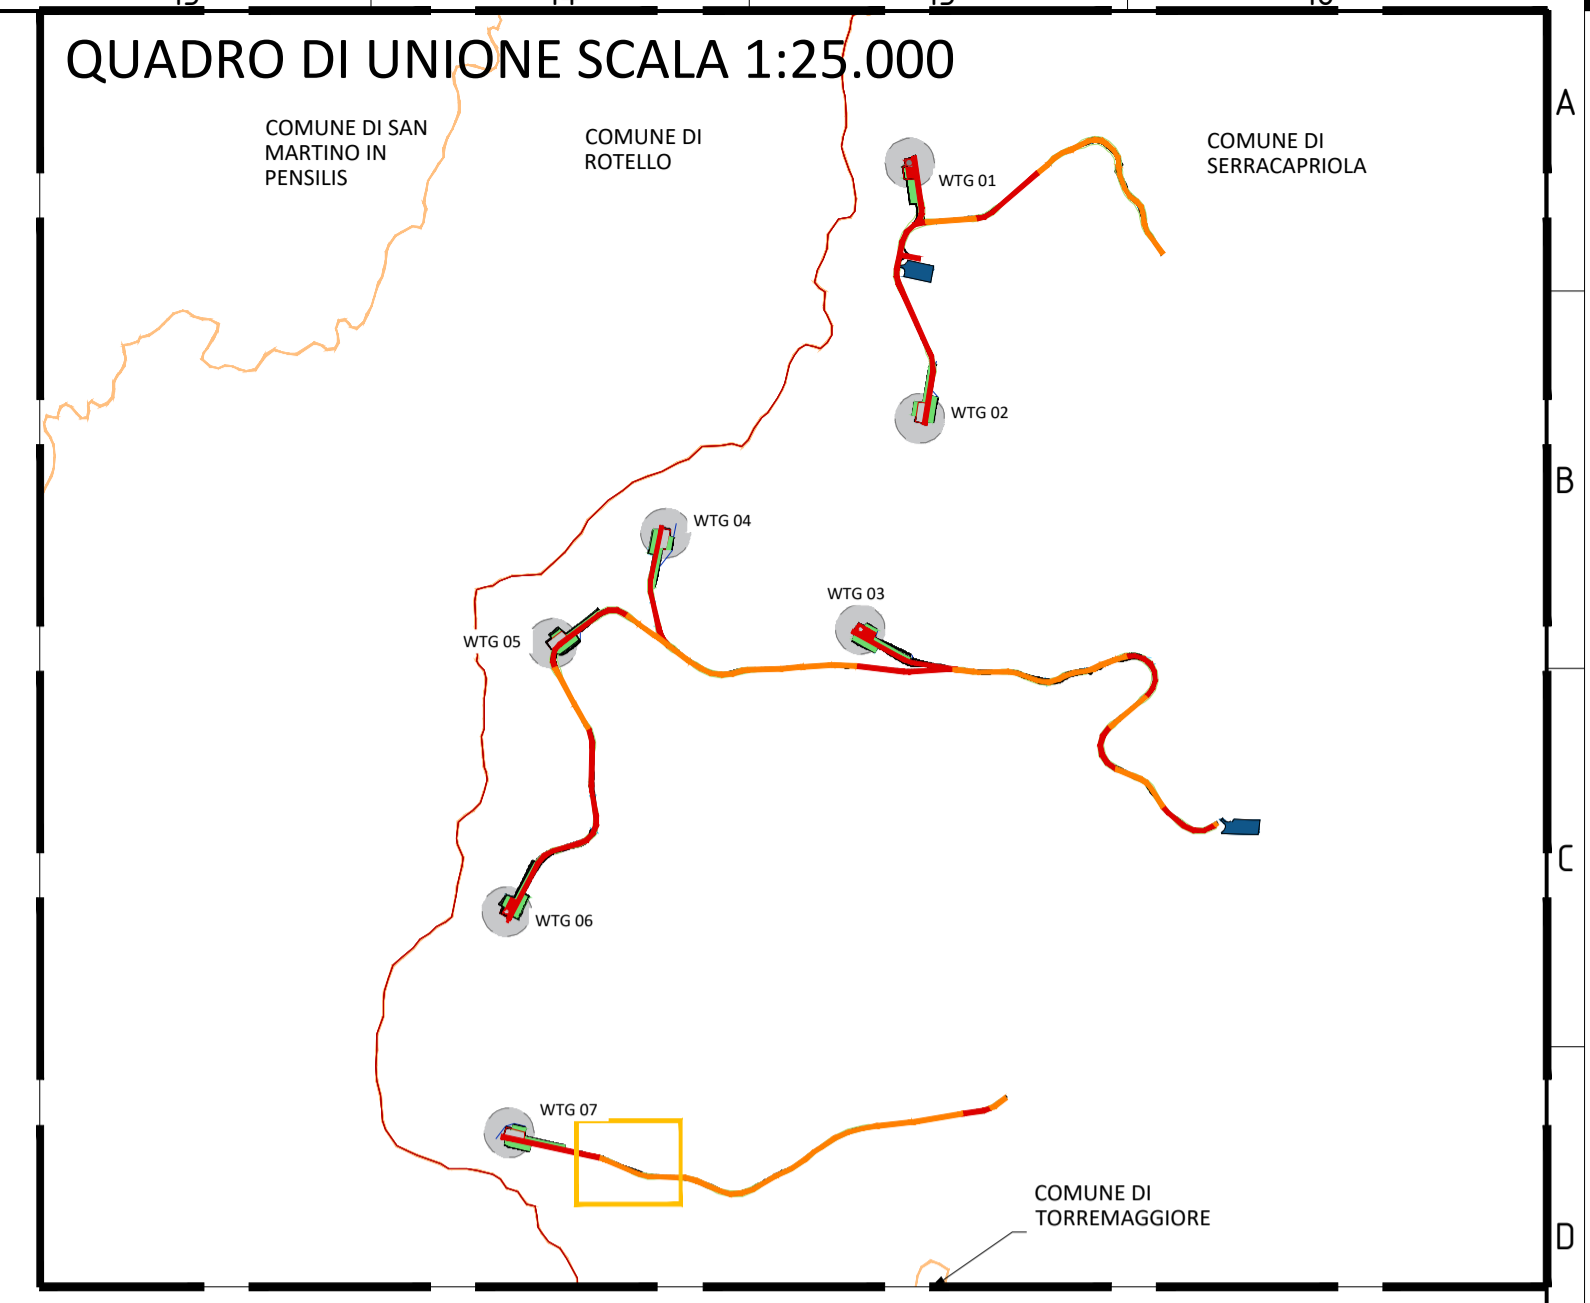 QUADRO DI UNIONE SCALA 1:25.000
COMUNE DI SAN
MARTINO IN
PENSILIS
COMUNE DI
ROTELLO
COMUNE DI
SERRACAPRIOLA
A
WTG 01
WTG 02
B
WTG 04
WTG 03
WTG 05
C
WTG 06
WTG 07
COMUNE DI
TORREMAGGIORE
D